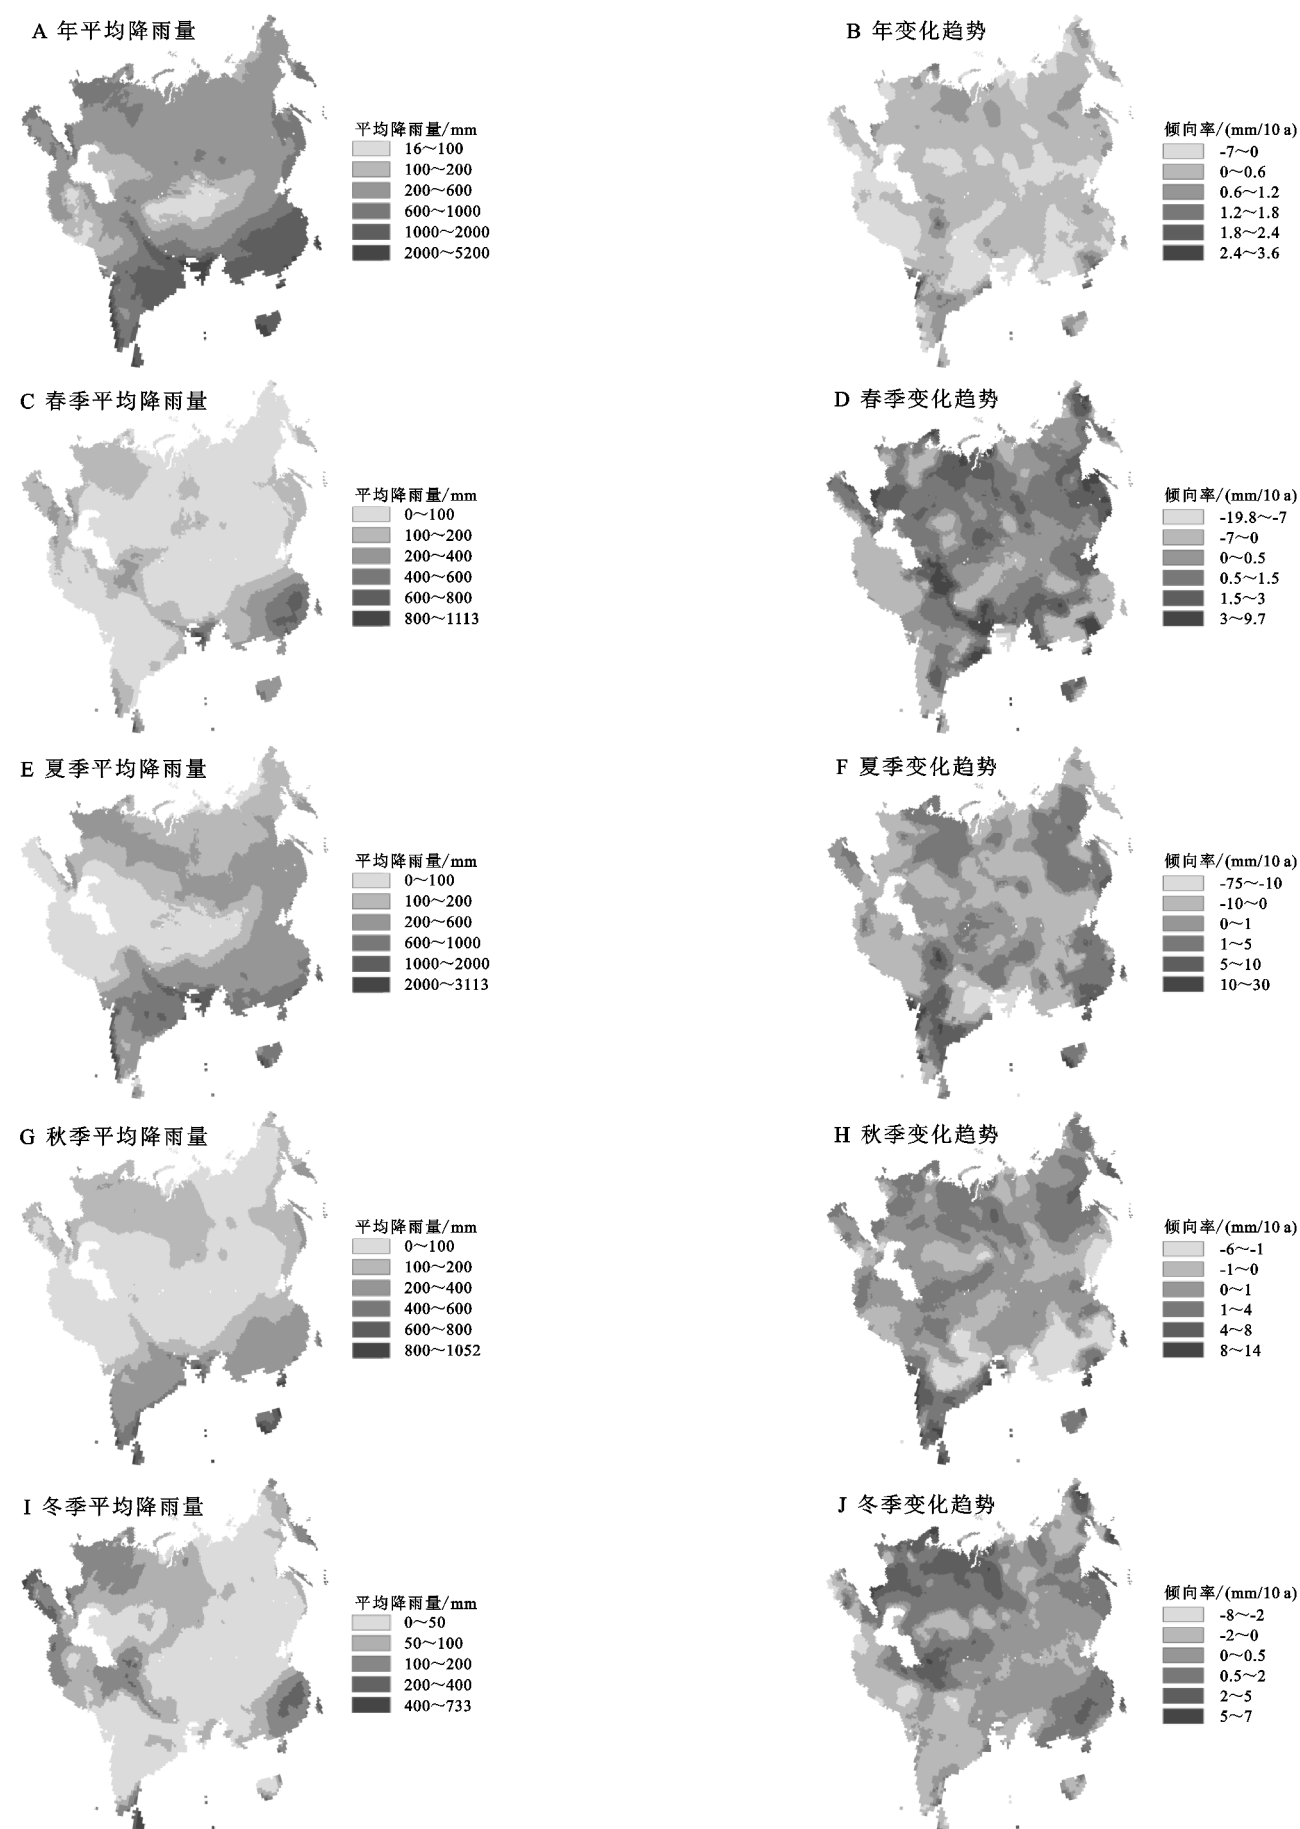 A 年平均降雨量
平均降雨量/mm
16～100
100～200
200～600
600～1000
1000～2000
2000～5200
B 年变化趋势
倾向率/(mm/10 a)
-7～0
0～0.6
0.6～1.2
1.2～1.8
1.8～2.4
2.4～3.6
C 春季平均降雨量
平均降雨量/mm
0～100
100～200
200～400
400～600
600～800
800～1113
D 春季变化趋势
倾向率/(mm/10 a)
-19.8～-7
-7～0
0～0.5
0.5～1.5
1.5～3
3～9.7
E 夏季平均降雨量
平均降雨量/mm
0～100
100～200
200～600
600～1000
1000～2000
2000～3113
F 夏季变化趋势
倾向率/(mm/10 a)
-75～-10
-10～0
0～1
1～5
5～10
10～30
G 秋季平均降雨量
平均降雨量/mm
0～100
100～200
200～400
400～600
600～800
800～1052
H 秋季变化趋势
倾向率/(mm/10 a)
-6～-1
-1～0
0～1
1～4
4～8
8～14
I 冬季平均降雨量
平均降雨量/mm
0～50
50～100
100～200
200～400
400～733
J 冬季变化趋势
倾向率/(mm/10 a)
-8～-2
-2～0
0～0.5
0.5～2
2～5
5～7